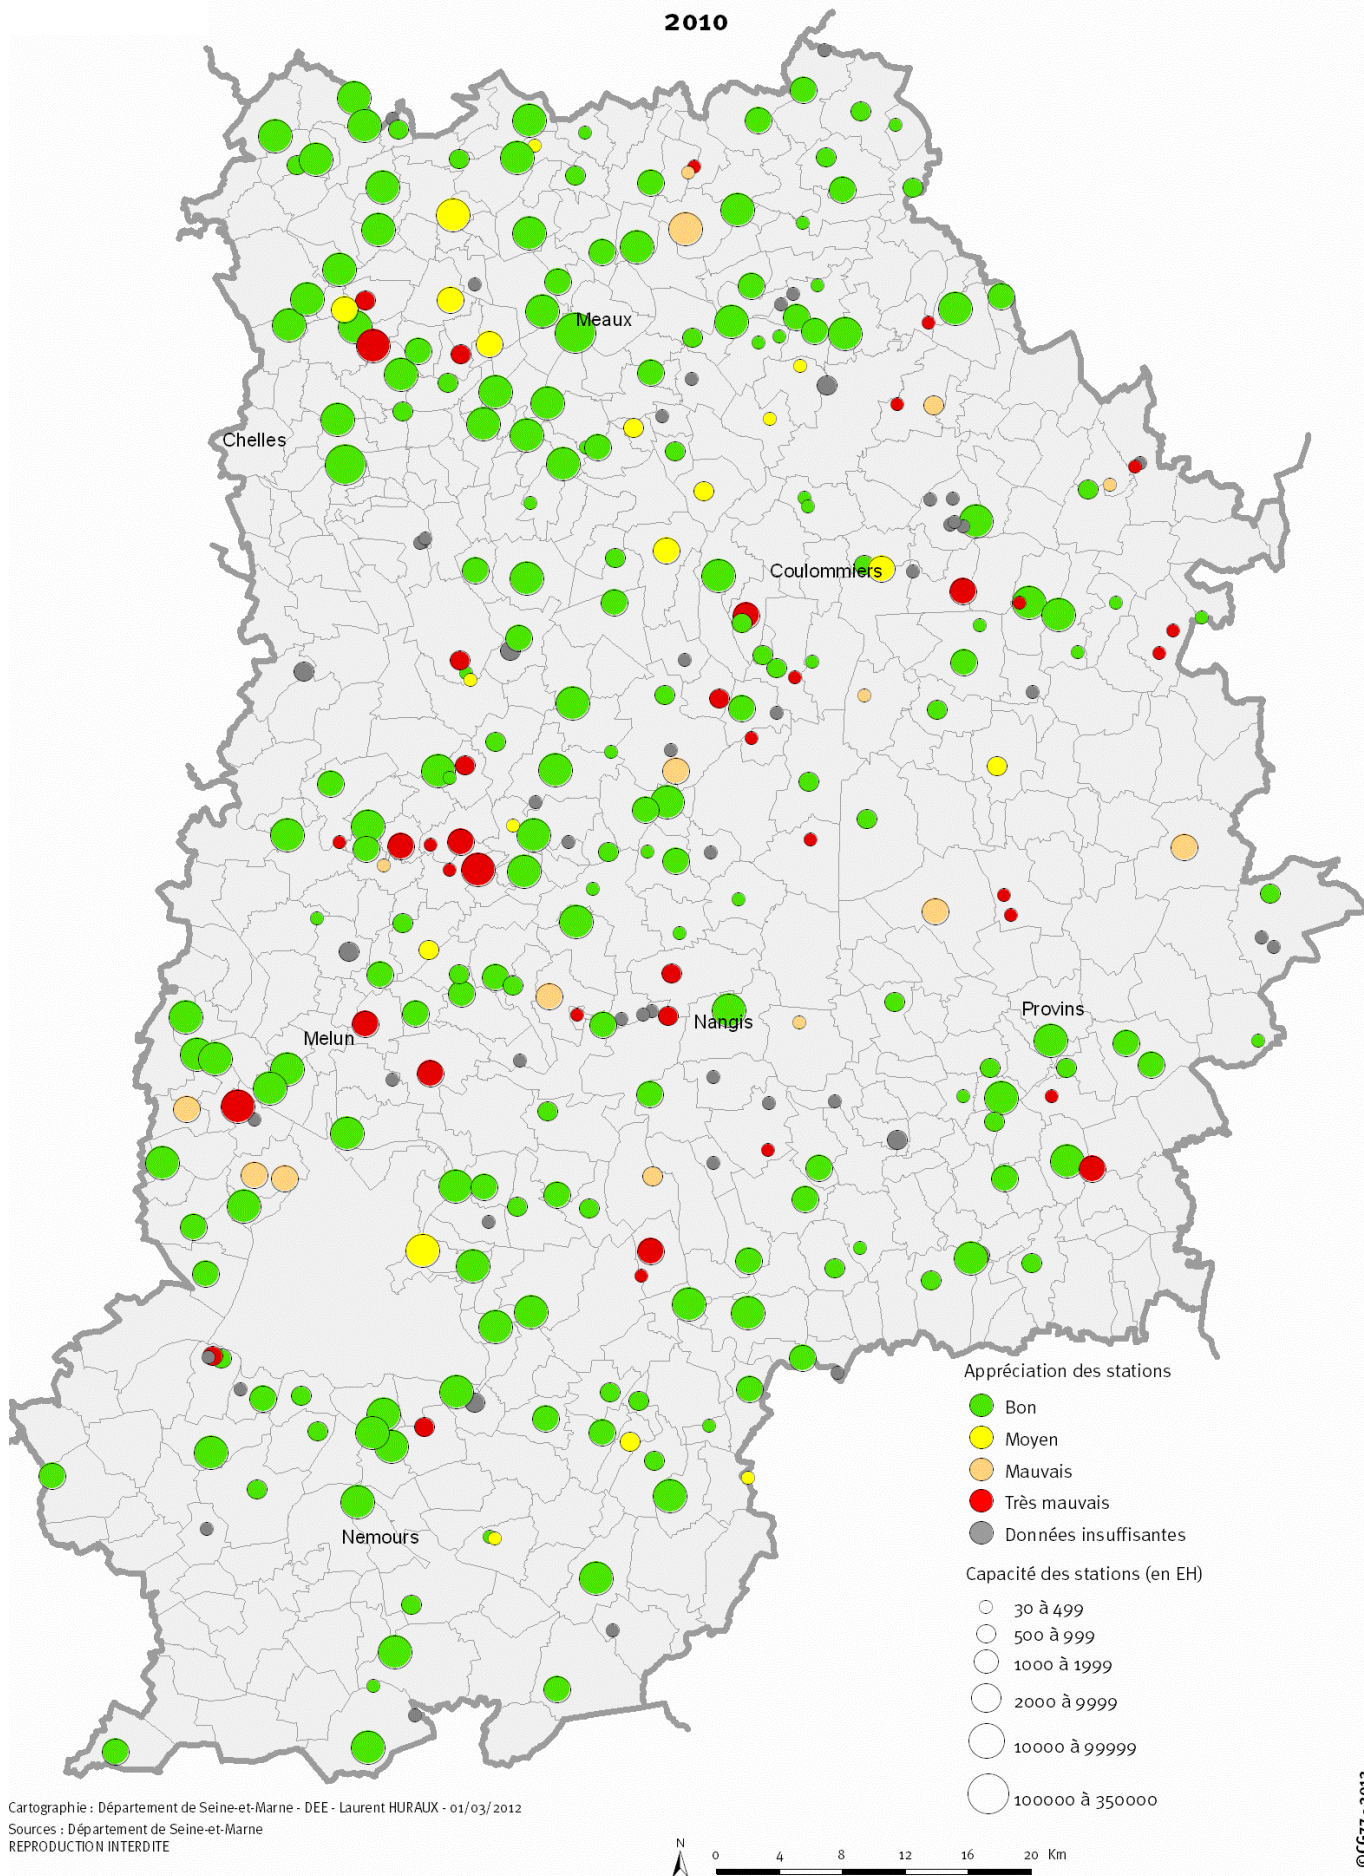 2010
Meaux
Chelles
Coulommiers
Provins
Nangis
Melun
Nemours
Appréciation des stations
Bon
Moyen
Mauvais
Très mauvais
Données insuffisantes
Capacité des stations (en EH)
30 à 499
500 à 999
1000 à 1999
2000 à 9999
10000 à 99999
100000 à 350000
Cartographie : Département de Seine-et-Marne - DEE - Laurent HURAUX - 01/03/2012
Sources : Département de Seine-et-Marne
REPRODUCTION INTERDITE
N
0 4 8 12 16 20 Km
©CG77 - 2012